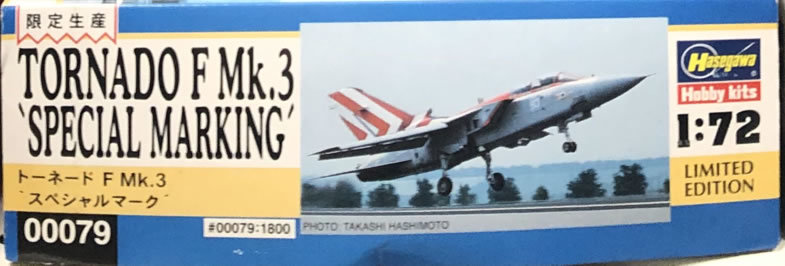 限定生産
TORNADO F Mk.3
`SPECIAL MARKING´
トーネード F Mk.3
`スペシャルマーク´
00079
#00079:1800
PHOTO: TAKASHI HASHIMOTO
Hasegawa
Hobby kits
1:72
LIMITED
EDITION